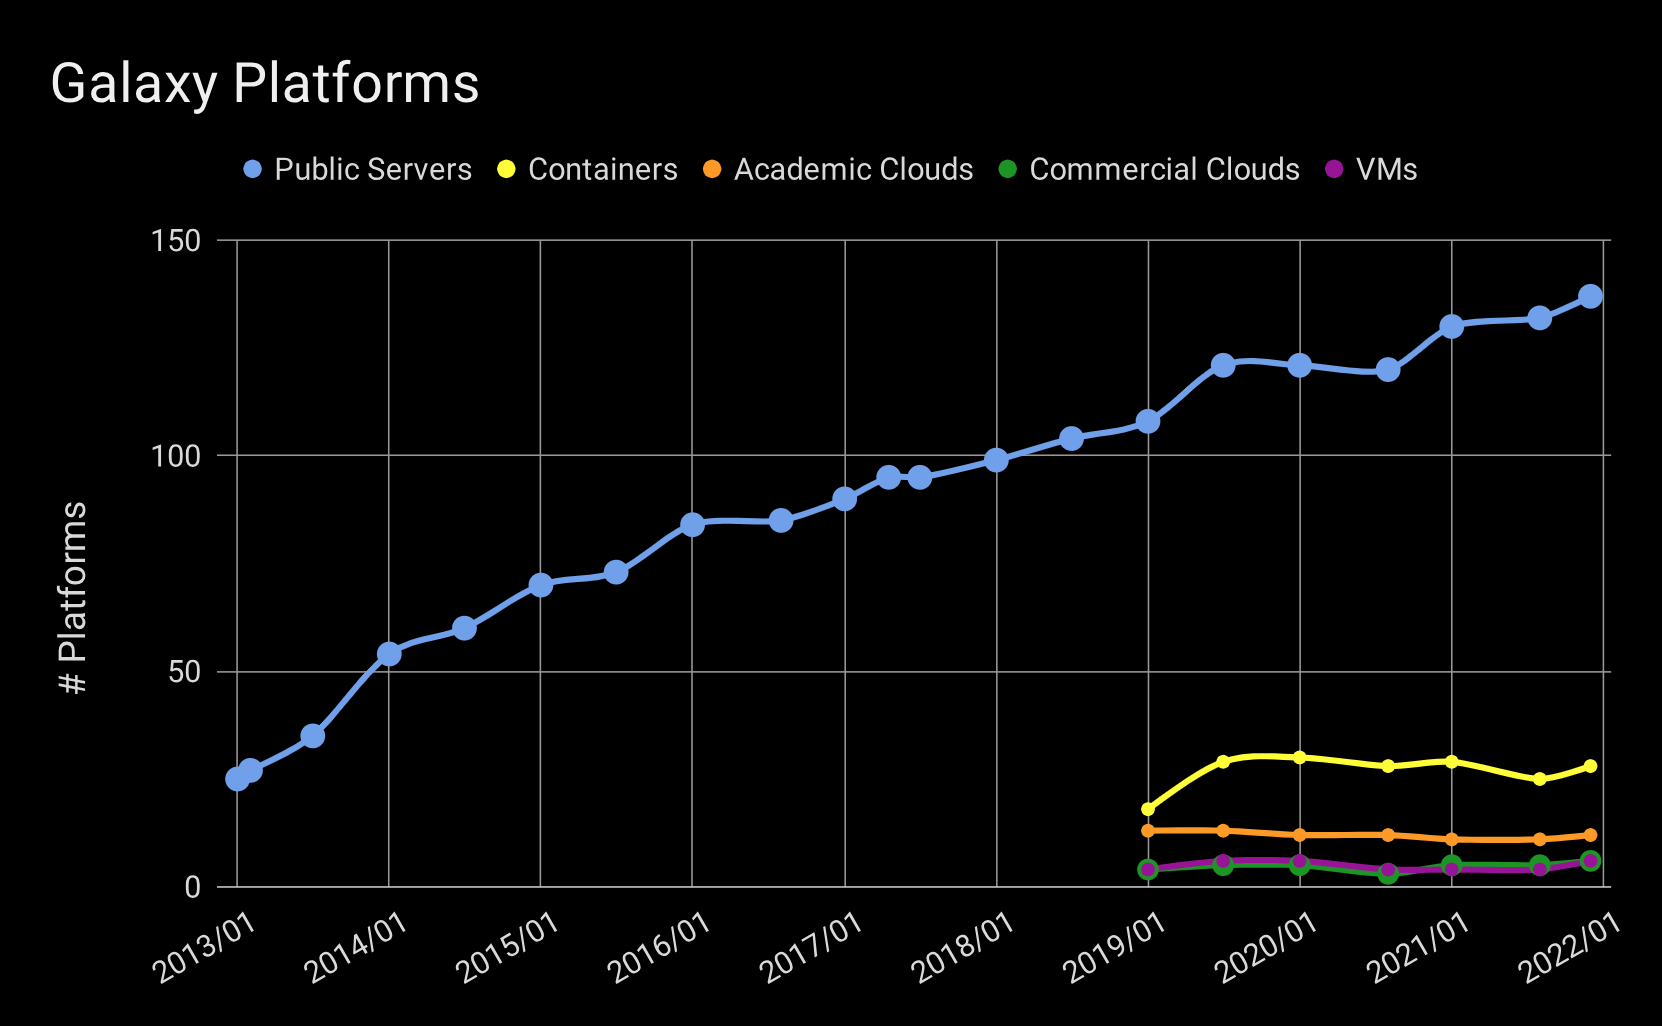 Galaxy Platforms
Public Servers Containers Academic Clouds Commercial Clouds VMs
150
100
50
0
# Platforms
2013/01 2014/01 2015/01 2016/01 2017/01 2018/01 2019/01 2020/01 2021/01 2022/01